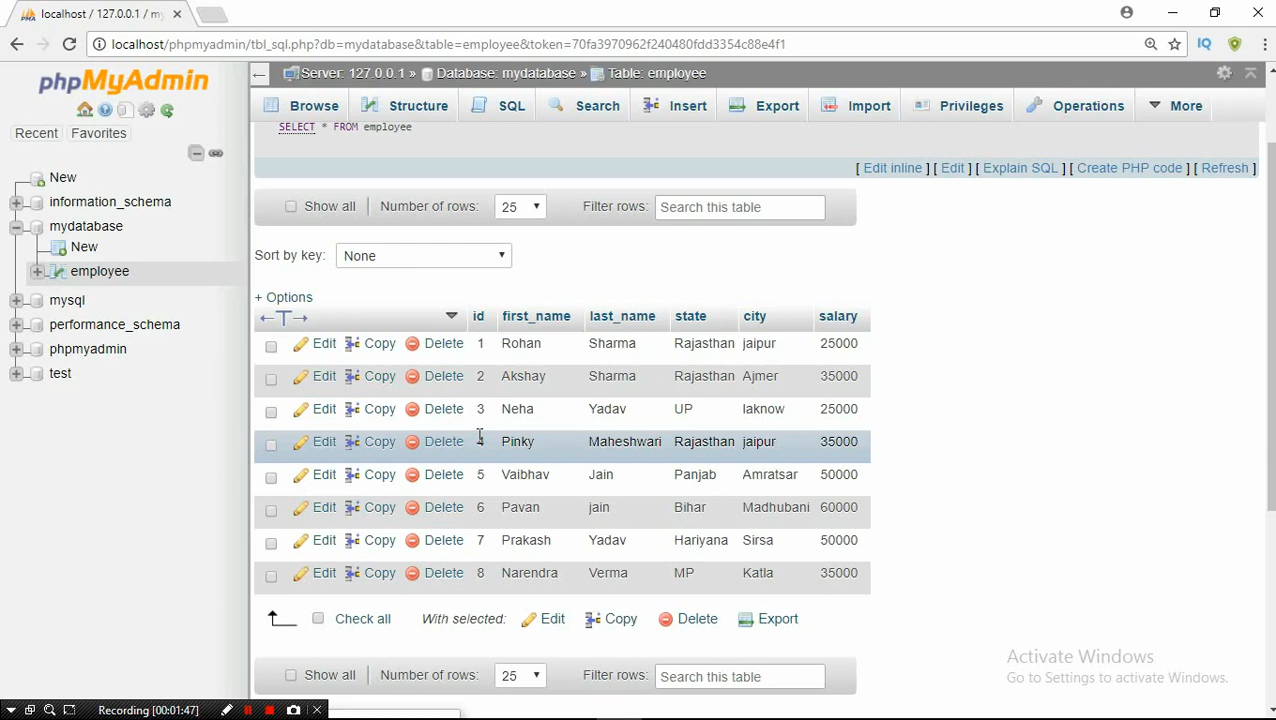 localhost / 127.0.0.1 / my
localhost/phpmyadmin/tbl_sql.php?db=mydatabase&table=employee&token=70fa3970962f240480fdd3354c88e4f1
phpMyAdmin
Server: 127.0.0.1 » Database: mydatabase » Table: employee
Browse Structure SQL Search Insert Export Import Privileges Operations More
Recent Favorites
New
information_schema
mydatabase
New
employee
mysql
performance_schema
phpmyadmin
test
SELECT * FROM employee
[ Edit inline ] [ Edit ] [ Explain SQL ] [ Create PHP code ] [ Refresh ]
Show all Number of rows: 25 Filter rows: Search this table
Sort by key: None
+ Options
id first_name last_name state city salary
Edit Copy Delete 1 Rohan Sharma Rajasthan jaipur 25000
Edit Copy Delete 2 Akshay Sharma Rajasthan Ajmer 35000
Edit Copy Delete 3 Neha Yadav UP laknow 25000
Edit Copy Delete 4 Pinky Maheshwari Rajasthan jaipur 35000
Edit Copy Delete 5 Vaibhav Jain Panjab Amratsar 50000
Edit Copy Delete 6 Pavan jain Bihar Madhubani 60000
Edit Copy Delete 7 Prakash Yadav Hariyana Sirsa 50000
Edit Copy Delete 8 Narendra Verma MP Katla 35000
Check all With selected: Edit Copy Delete Export
Show all Number of rows: 25 Filter rows: Search this table
Activate Windows
Go to Settings to activate Windows.
Recording [00:01:47]